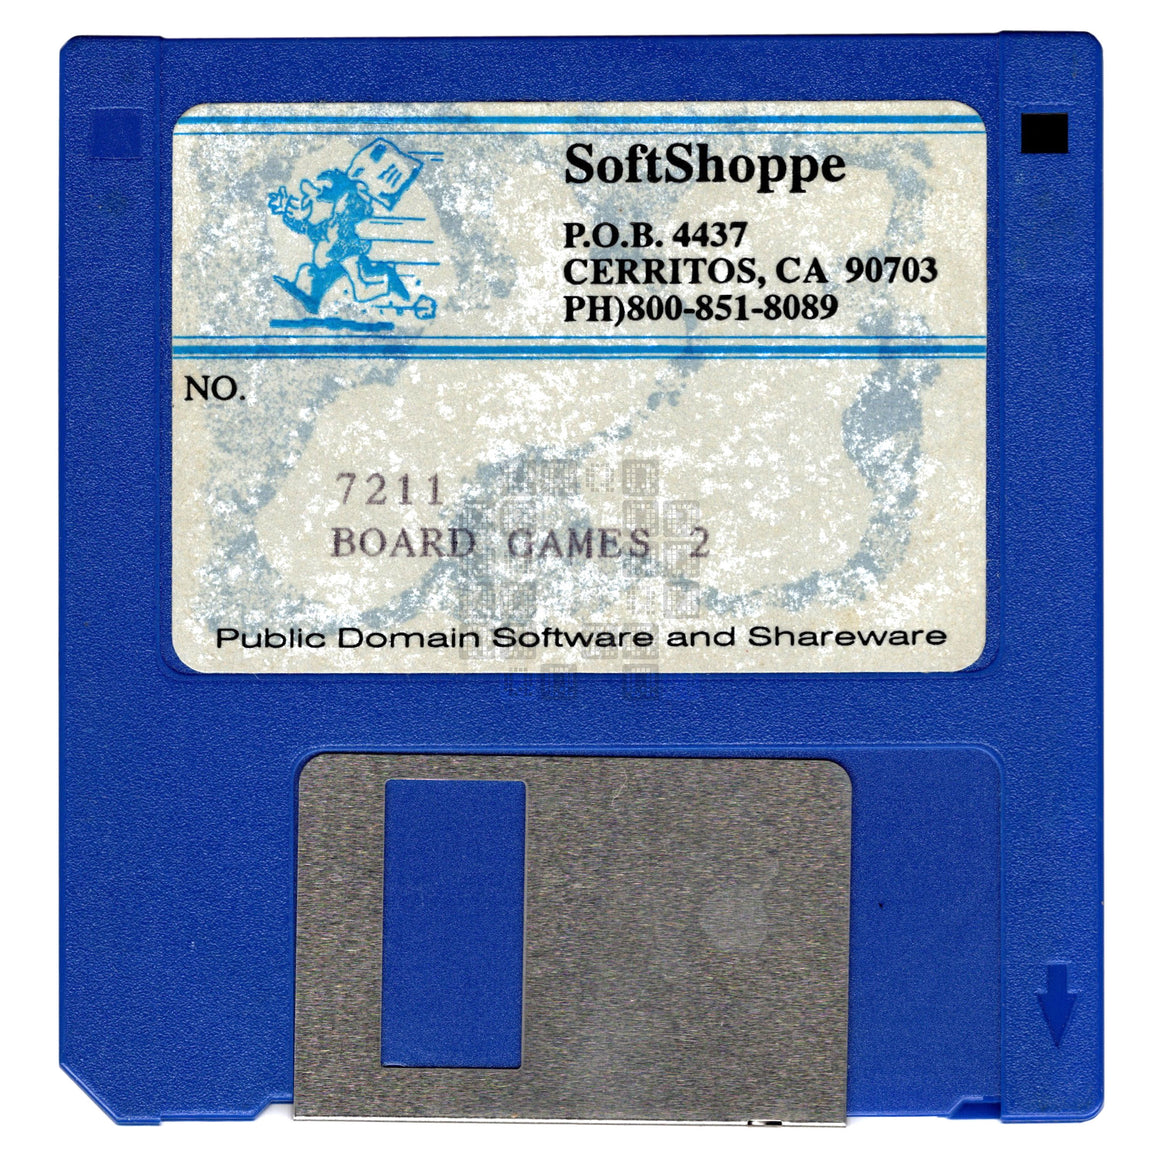 SoftShoppe
P.O.B. 4437
CERRITOS, CA 90703
PH)800-851-8089
NO.
7211
BOARD GAMES 2
Public Domain Software and Shareware